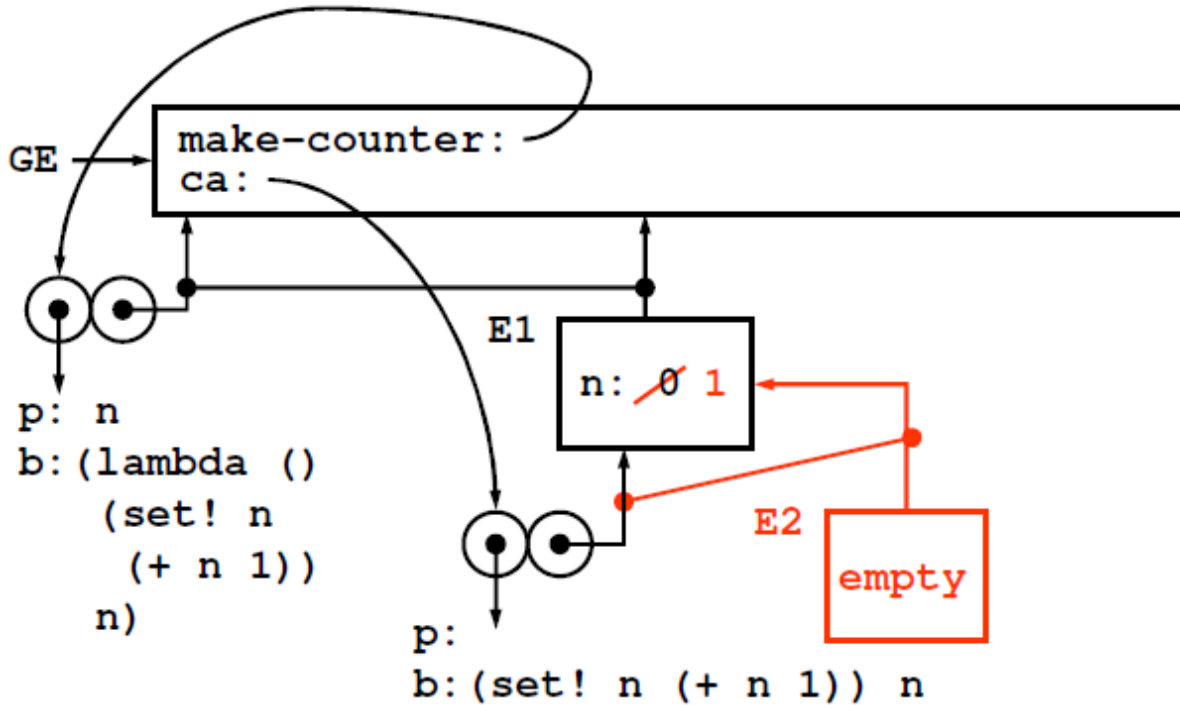 make-counter:
GE
ca:
E1
n: 0 1
p: n
b:(lambda ()
(set! n
(+ n 1))
n)
E2
empty
p:
b:(set! n (+ n 1)) n